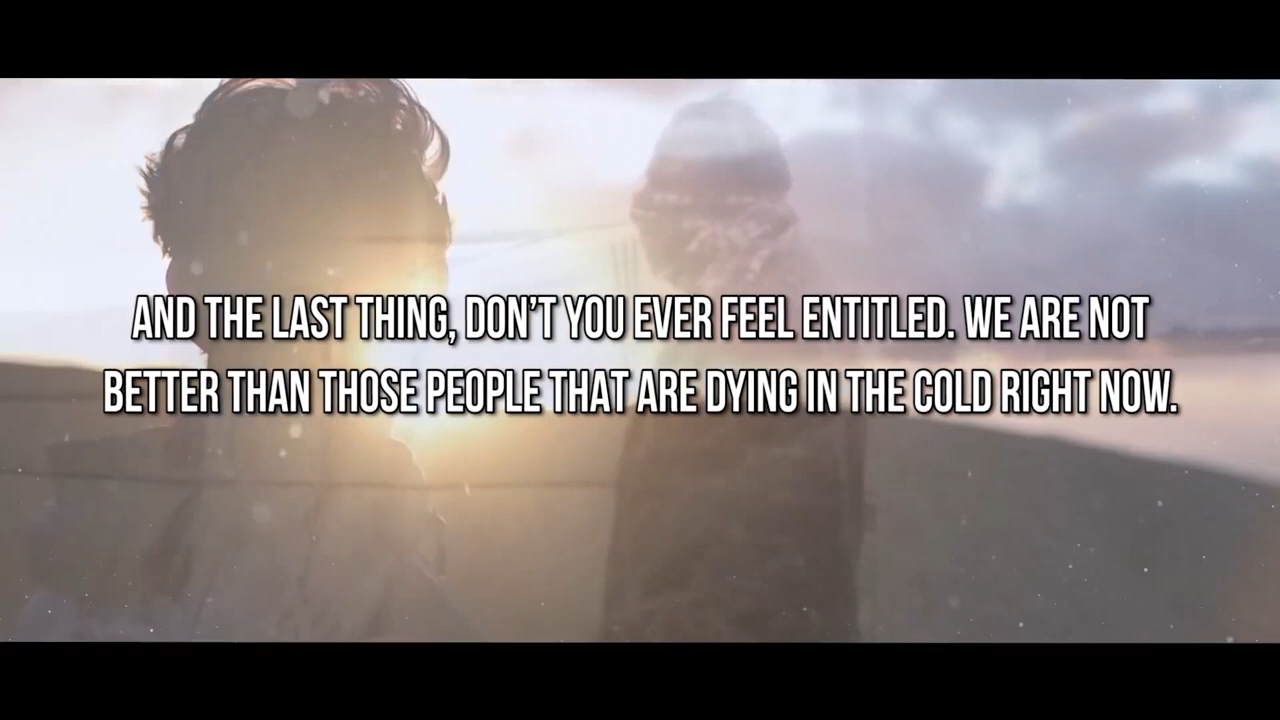 AND THE LAST THING, DON'T YOU EVER FEEL ENTITLED. WE ARE NOT
BETTER THAN THOSE PEOPLE THAT ARE DYING IN THE COLD RIGHT NOW.